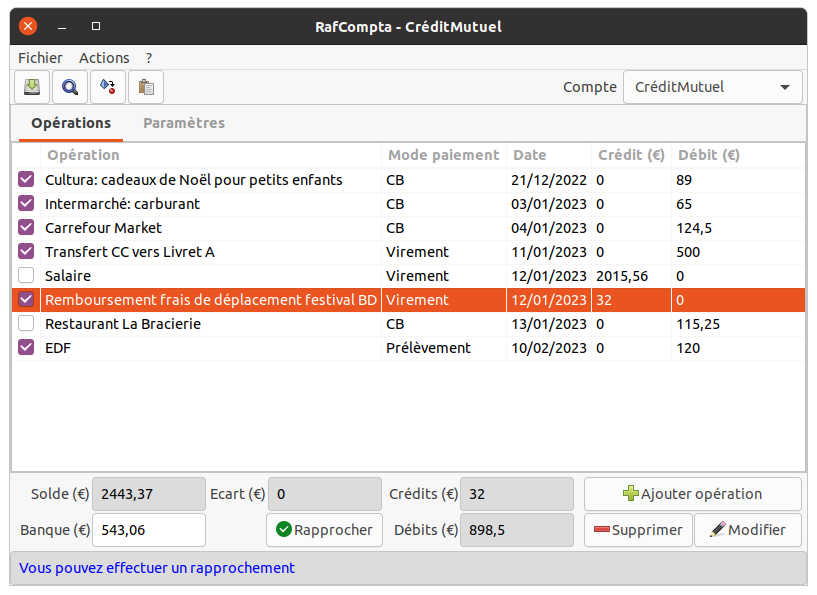 RafCompta - CréditMutuel
Fichier Actions ?
Compte CréditMutuel
Opérations Paramètres
Opération Mode paiement Date Crédit (€) Débit (€)
Cultura: cadeaux de Noël pour petits enfants CB 21/12/2022 0 89
Intermarché: carburant CB 03/01/2023 0 65
Carrefour Market CB 04/01/2023 0 124,5
Transfert CC vers Livret A Virement 11/01/2023 0 500
Salaire Virement 12/01/2023 2015,56 0
Remboursement frais de déplacement festival BD Virement 12/01/2023 32 0
Restaurant La Bracierie CB 13/01/2023 0 115,25
EDF Prélèvement 10/02/2023 0 120
Solde (€) 2443,37 Ecart (€) 0 Crédits (€) 32 Ajouter opération
Banque (€) 543,06 Rapprocher Débits (€) 898,5 Supprimer Modifier
Vous pouvez effectuer un rapprochement